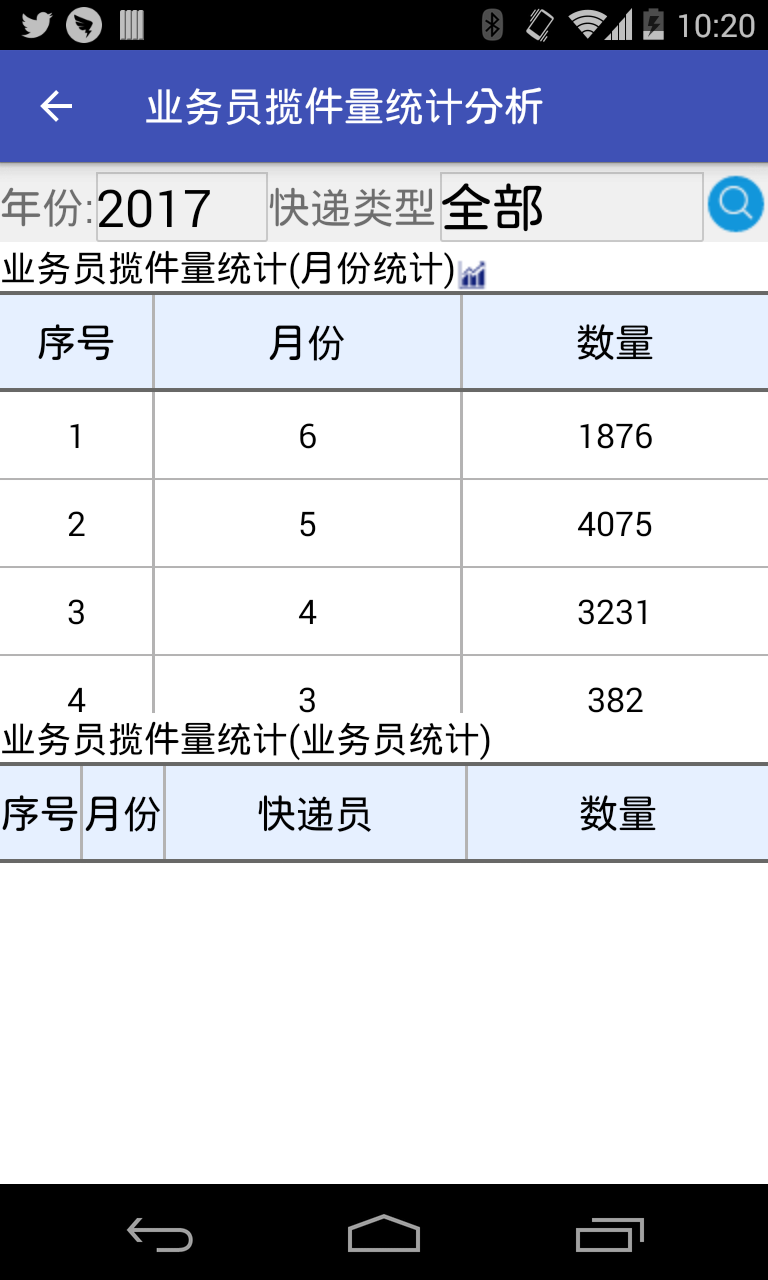 10:20
业务员揽件量统计分析
年份:2017 快递类型 全部
业务员揽件量统计(月份统计)
序号 月份 数量
1 6 1876
2 5 4075
3 4 3231
4 3 382
业务员揽件量统计(业务员统计)
序号 月份 快递员 数量